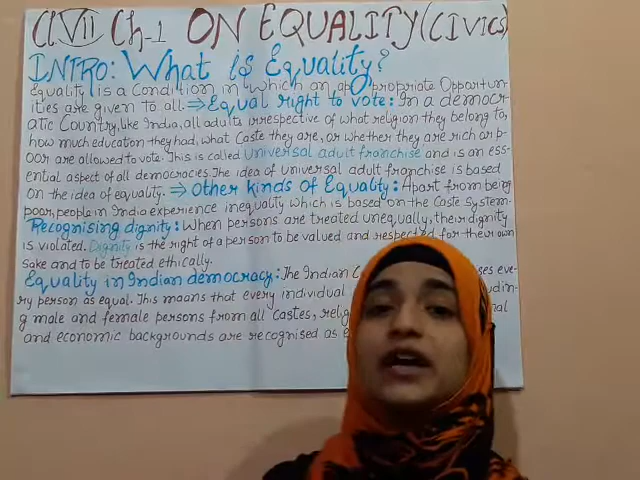 Cl VII Ch-1 ON EQUALITY (CIVICS)
INTRO: What is Equality?
Equality is a Condition in which an appropriate Opportun-
ities are given to all. ⇒ Equal right to vote: In a democr-
atic Country, like India, all adults irrespective of what religion they belong to,
how much education they had, what Caste they are, or whether they are rich or p-
oor are allowed to vote. This is called Universal adult franchise and is an ess-
ential aspect of all democracies. The idea of universal adult franchise is based
on the idea of equality. ⇒ Other kinds of Equality: Apart from being
poor, people in India experience inequality which is based on the Caste System.
Recognising dignity: When persons are treated unequally, their dignity
is violated. Dignity is the right of a person to be valued and respected for their own
sake and to be treated ethically.
Equality in Indian democracy: The Indian eve-
ry person as equal. This means that every individual
g male and female persons from all castes,
and economic backgrounds are recognised as